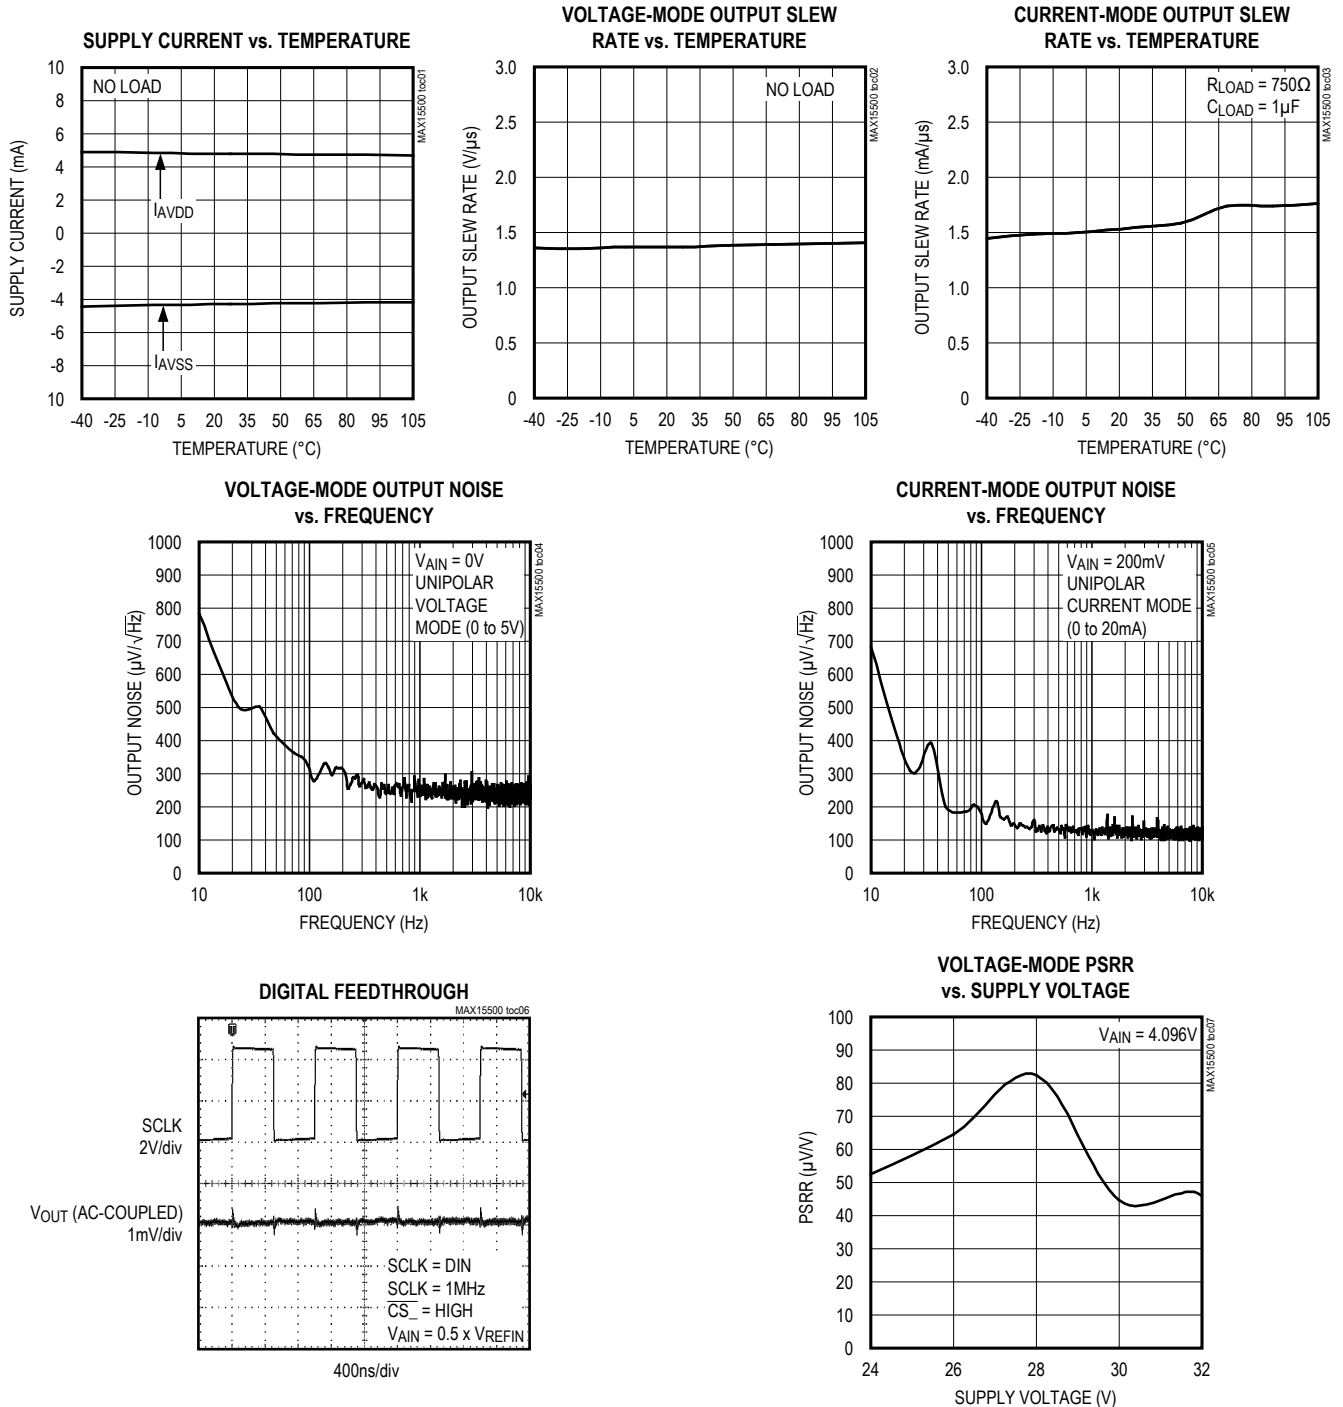 SUPPLY CURRENT vs. TEMPERATURE
MAX15500 toc01
NO LOAD
SUPPLY CURRENT (mA)
10
8
6
4
2
0
-2
-4
-6
-8
10
IAVDD
IAVSS
-40 -25 -10 5 20 35 50 65 80 95 105
TEMPERATURE (°C)
VOLTAGE-MODE OUTPUT SLEW
RATE vs. TEMPERATURE
MAX15500 toc02
NO LOAD
OUTPUT SLEW RATE (V/µs)
3.0
2.5
2.0
1.5
1.0
0.5
0
-40 -25 -10 5 20 35 50 65 80 95 105
TEMPERATURE (°C)
CURRENT-MODE OUTPUT SLEW
RATE vs. TEMPERATURE
MAX15500 toc03
RLOAD = 750Ω
CLOAD = 1µF
OUTPUT SLEW RATE (mA/µs)
3.0
2.5
2.0
1.5
1.0
0.5
0
-40 -25 -10 5 20 35 50 65 80 95 105
TEMPERATURE (°C)
VOLTAGE-MODE OUTPUT NOISE
vs. FREQUENCY
MAX15500 toc04
VAIN = 0V
UNIPOLAR
VOLTAGE
MODE (0 to 5V)
OUTPUT NOISE (µV/√Hz)
1000
900
800
700
600
500
400
300
200
100
0
10 100 1k 10k
FREQUENCY (Hz)
CURRENT-MODE OUTPUT NOISE
vs. FREQUENCY
MAX15500 toc05
VAIN = 200mV
UNIPOLAR
CURRENT MODE
(0 to 20mA)
OUTPUT NOISE (µV/√Hz)
1000
900
800
700
600
500
400
300
200
100
0
10 100 1k 10k
FREQUENCY (Hz)
DIGITAL FEEDTHROUGH
MAX15500 toc06
SCLK
2V/div
VOUT (AC-COUPLED)
1mV/div
SCLK = DIN
SCLK = 1MHz
CS_ = HIGH
VAIN = 0.5 x VREFIN
400ns/div
VOLTAGE-MODE PSRR
vs. SUPPLY VOLTAGE
MAX15500 toc07
VAIN = 4.096V
PSRR (µV/V)
100
90
80
70
60
50
40
30
20
10
0
24 26 28 30 32
SUPPLY VOLTAGE (V)